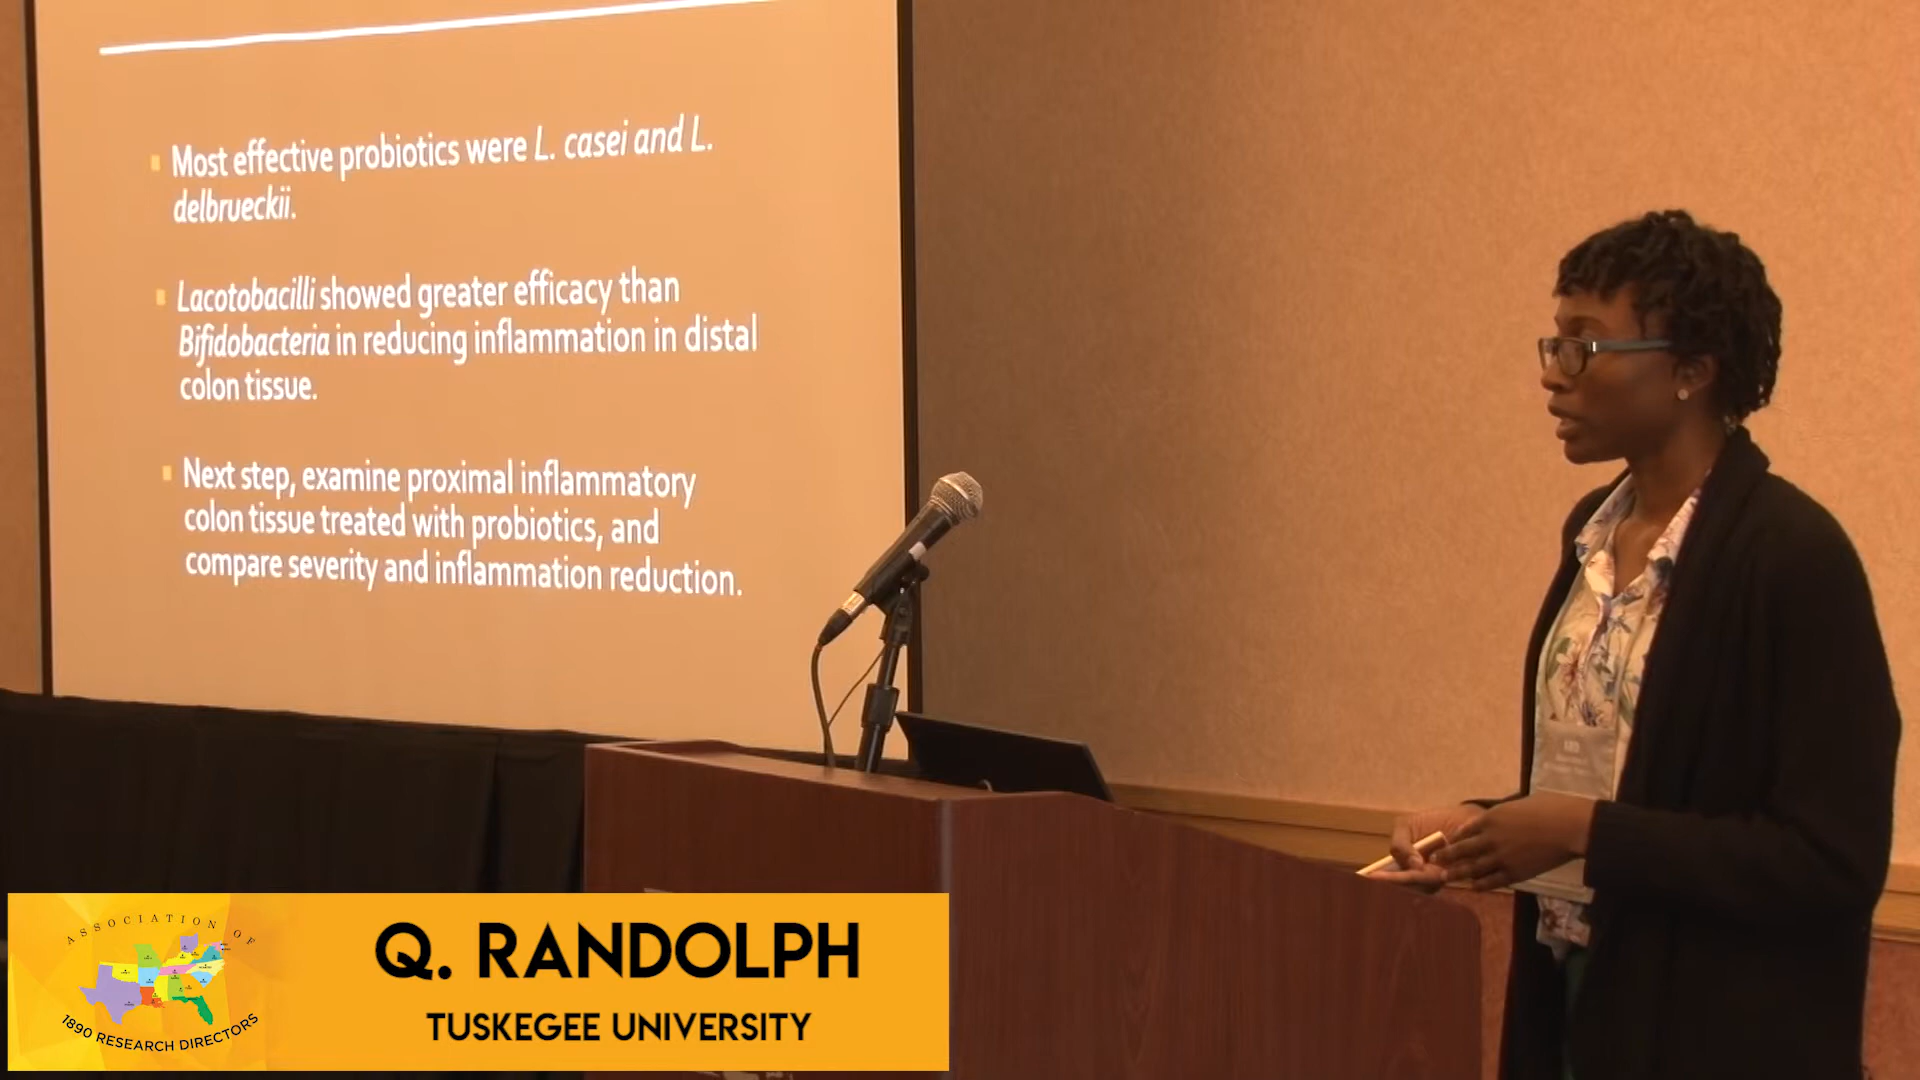 Most effective probiotics were L. casei and L.
delbrueckii.
Lacotobacilli showed greater efficacy than
Bifidobacteria in reducing inflammation in distal
colon tissue.
Next step, examine proximal inflammatory
colon tissue treated with probiotics, and
compare severity and inflammation reduction.
ASSOCIATION OF
1890 RESEARCH DIRECTORS
Q. RANDOLPH
TUSKEGEE UNIVERSITY